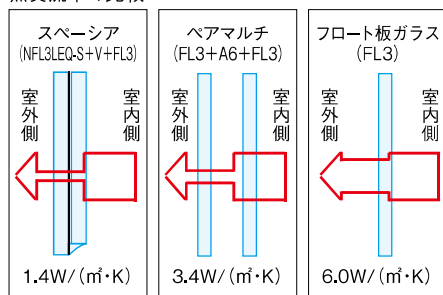 スペーシア
(NFL3LEQ-S+V+FL3)
室外側
室内側
1.4W/(㎡·K)
ペアマルチ
(FL3+A6+FL3)
室外側
室内側
3.4W/(㎡·K)
フロート板ガラス
(FL3)
室外側
室内側
6.0W/(㎡·K)